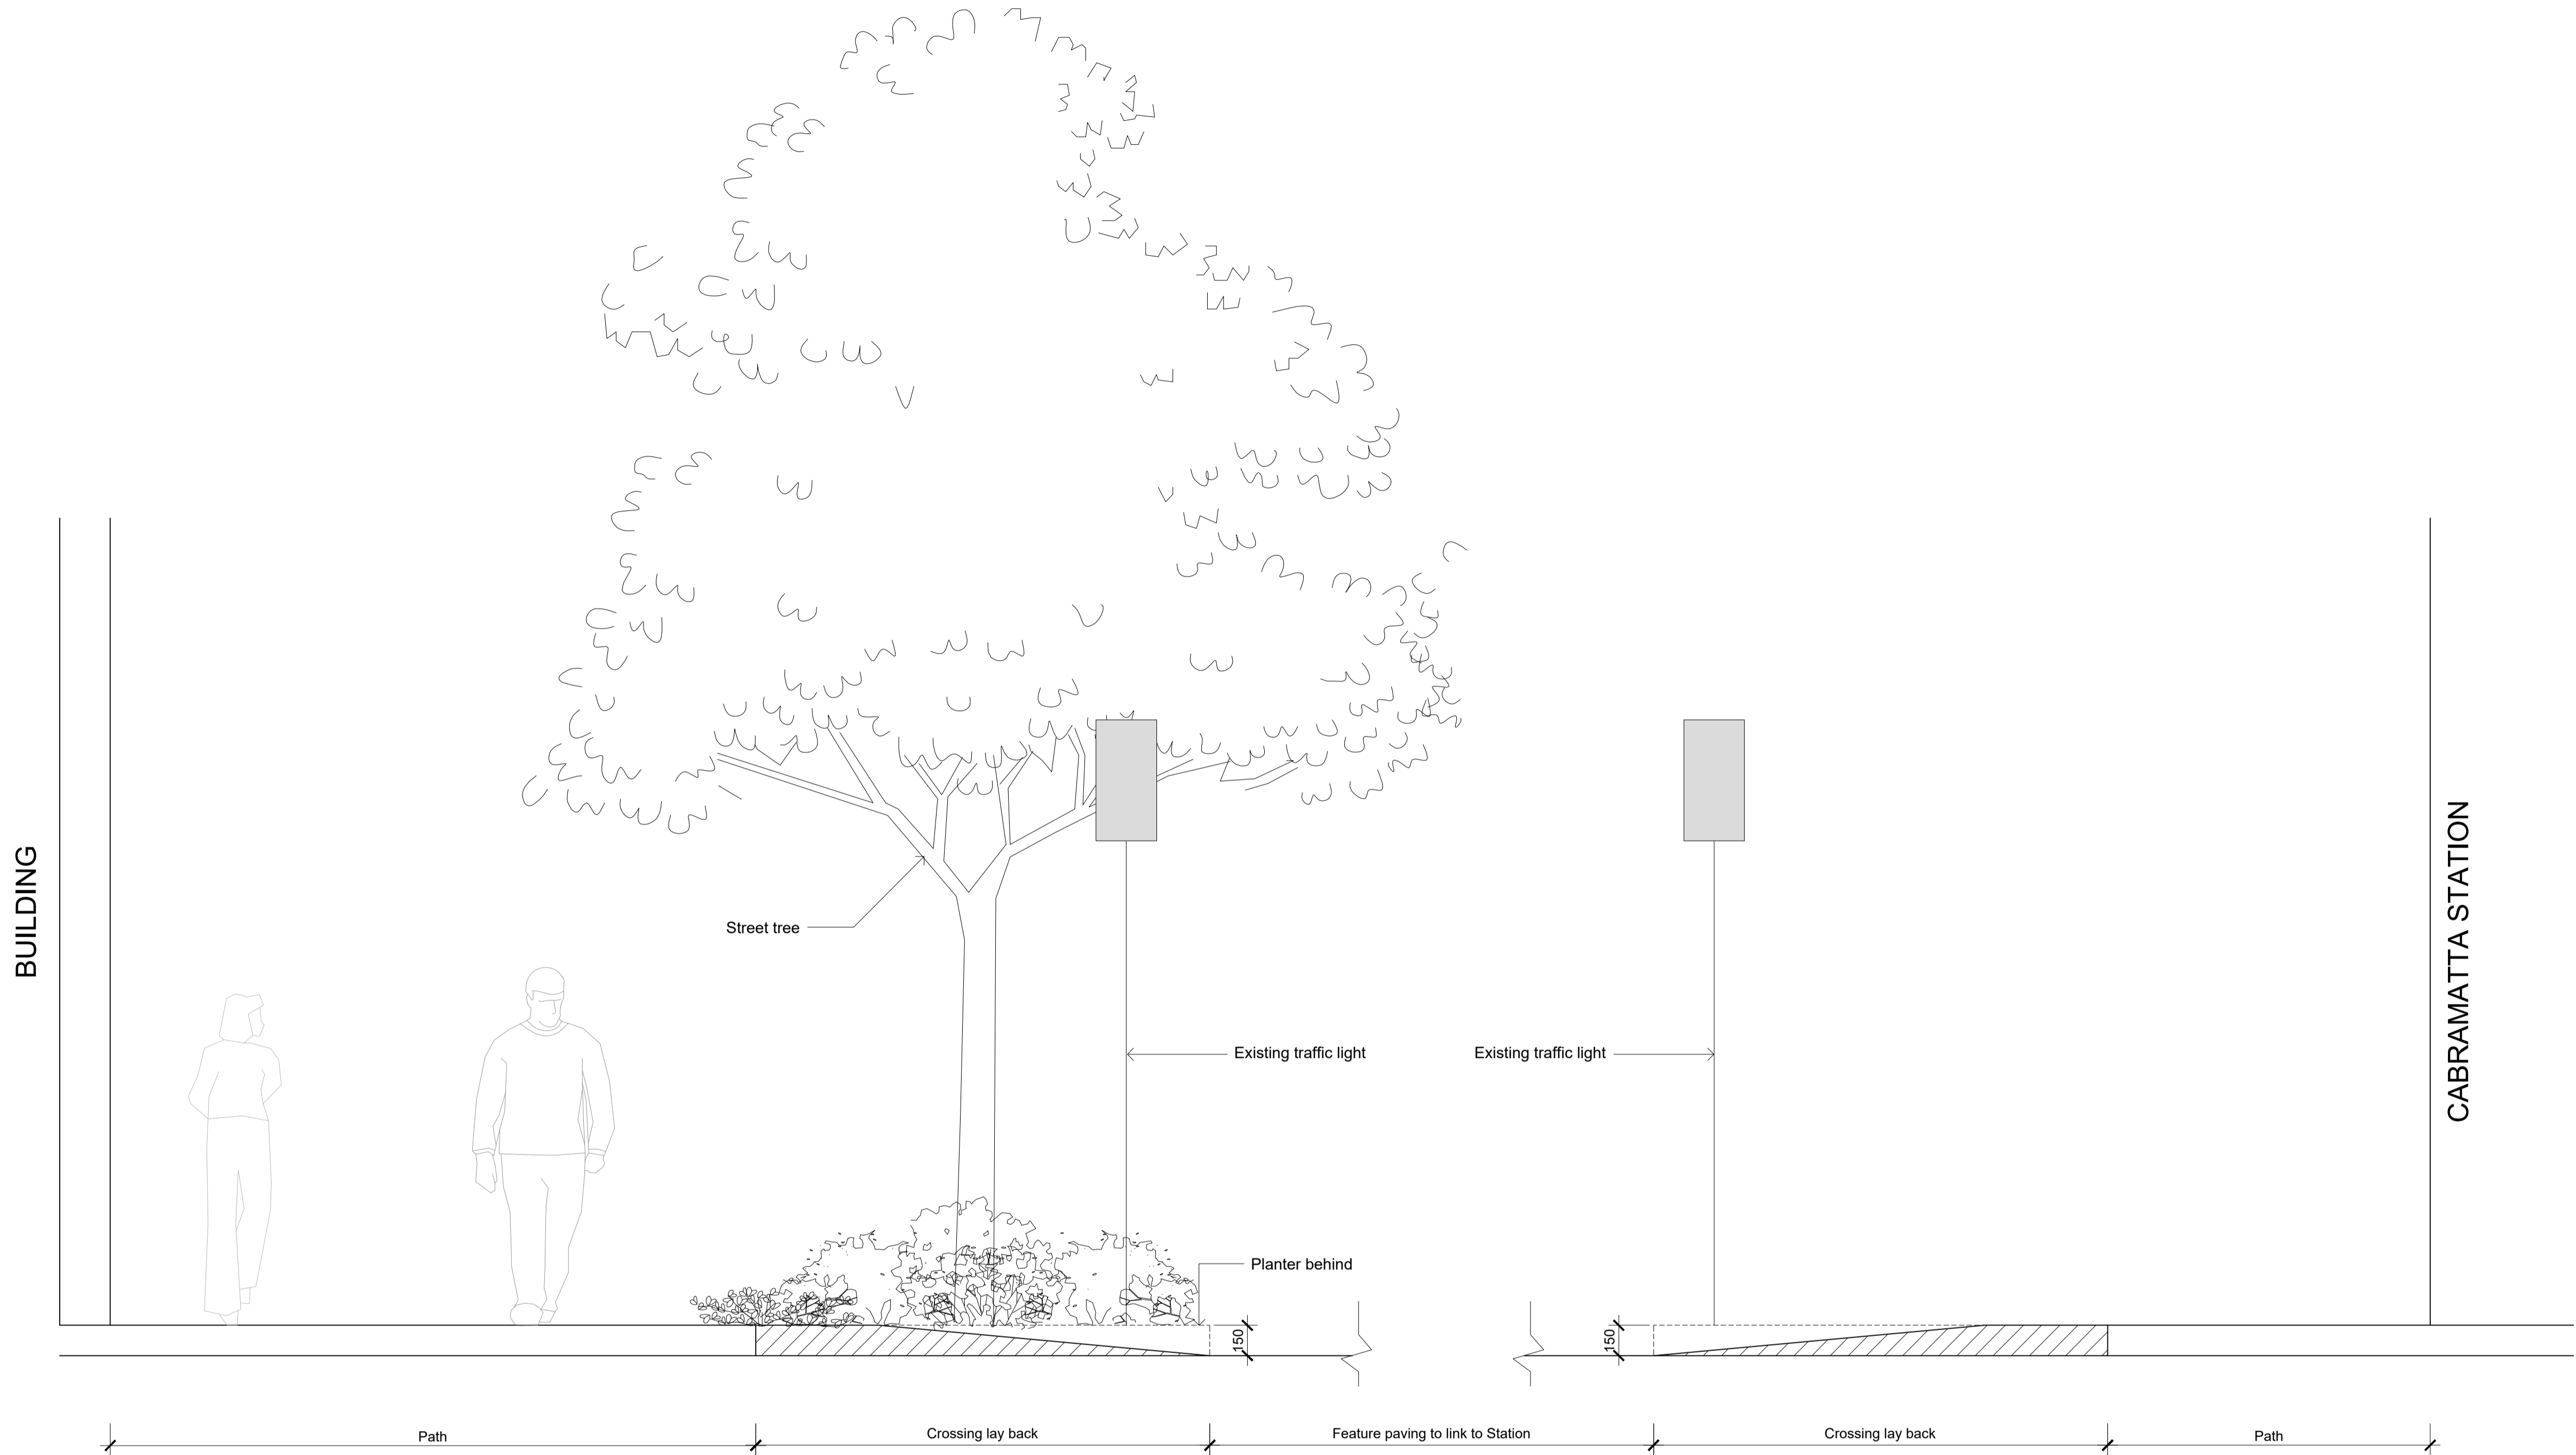 BUILDING
Street tree
Existing traffic light
Existing traffic light
CABRAMATTA STATION
Planter behind
150
150
Path
Crossing lay back
Feature paving to link to Station
Crossing lay back
Path